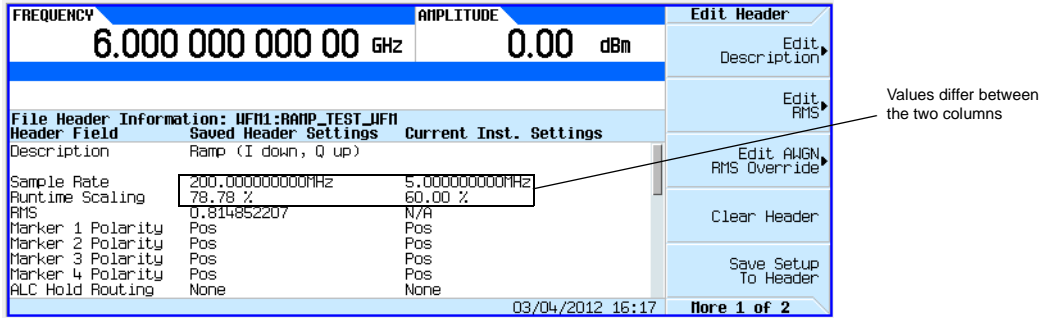 FREQUENCY AMPLITUDE Edit Header
6.000 000 000 00 GHz 0.00 dBm
Edit
Description
Edit
RMS
Values differ between
the two columns
File Header Information: WFM1:RAMP_TEST_WFM
Header Field Saved Header Settings Current Inst. Settings
Description Ramp (I down, Q up)
Edit AWGN
RMS Override
Sample Rate 200.000000000MHz 5.000000000MHz
Runtime Scaling 78.78 % 60.00 %
RMS 0.814852207 N/A
Marker 1 Polarity Pos Pos
Marker 2 Polarity Pos Pos
Marker 3 Polarity Pos Pos
Marker 4 Polarity Pos Pos
ALC Hold Routing None None
Clear Header
Save Setup
To Header
03/04/2012 16:17 More 1 of 2